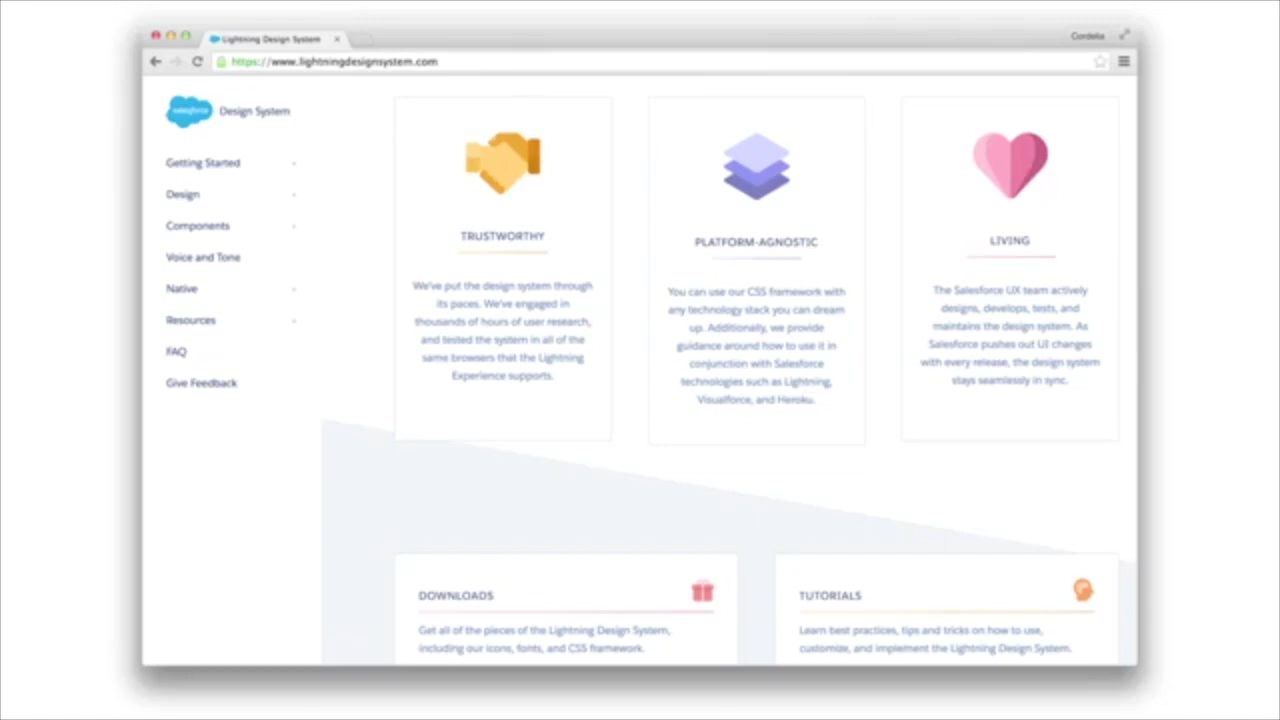 Lightning Design System
Cordelia
https://www.lightningdesignsystem.com
salesforce
Design System
Getting Started
Design
Components
Voice and Tone
Native
Resources
FAQ
Give Feedback
TRUSTWORTHY
We've put the design system through
its paces. We've engaged in
thousands of hours of user research,
and tested the system in all of the
same browsers that the Lightning
Experience supports.
PLATFORM-AGNOSTIC
You can use our CSS framework with
any technology stack you can dream
up. Additionally, we provide
guidance around how to use it in
conjunction with Salesforce
technologies such as Lightning,
Visualforce, and Heroku.
LIVING
The Salesforce UX team actively
designs, develops, tests, and
maintains the design system. As
Salesforce pushes out UI changes
with every release, the design system
stays seamlessly in sync.
DOWNLOADS
Get all of the pieces of the Lightning Design System,
including our icons, fonts, and CSS framework.
TUTORIALS
Learn best practices, tips and tricks on how to use,
customize, and implement the Lightning Design System.